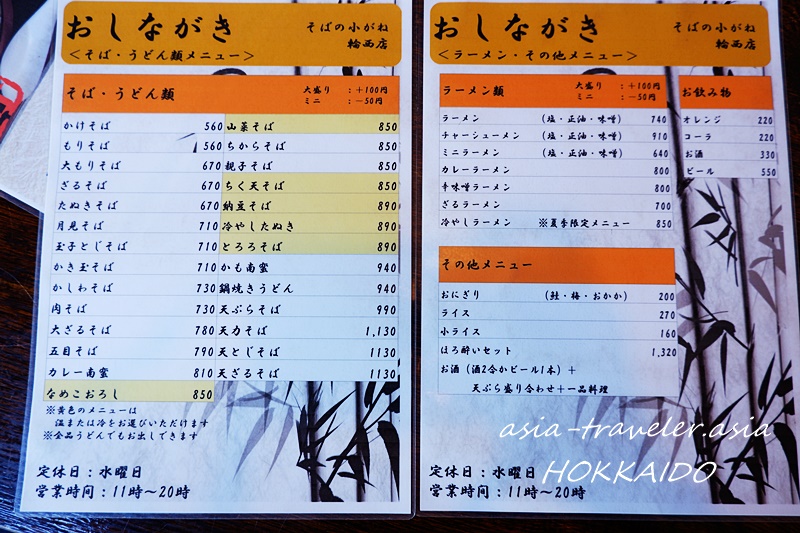 おしながき
そばの小がね
輪西店
＜そば・うどん類メニュー＞
そば・うどん類
大盛り ：＋100円
ミニ ：－50円
かけそば 560
もりそば 560
大もりそば 670
ざるそば 670
たぬきそば 670
月見そば 710
玉子とじそば 710
かき玉そば 710
かしわそば 730
肉そば 730
大ざるそば 780
五目そば 790
カレー南蛮 810
なめこおろし 850
山菜そば 850
ちからそば 850
親子そば 850
ちく天そば 850
納豆そば 890
冷やしたぬき 890
とろろそば 890
かも南蛮 940
鍋焼きうどん 940
天ぷらそば 990
天力そば 1,130
天とじそば 1130
天ざるそば 1130
※黄色のメニューは
温または冷をお選びいただけます
※全品うどんでもお出しできます
定休日：水曜日
営業時間：11時～20時
おしながき
そばの小がね
輪西店
＜ラーメン・その他メニュー＞
ラーメン類
大盛り ：＋100円
ミニ ：－50円
ラーメン （塩・正油・味噌） 740
チャーシューメン （塩・正油・味噌） 910
ミニラーメン （塩・正油・味噌） 640
カレーラーメン 800
辛味噌ラーメン 800
ざるラーメン 700
冷やしラーメン ※夏季限定メニュー 850
お飲み物
オレンジ 220
コーラ 220
お酒 330
ビール 550
その他メニュー
おにぎり （鮭・梅・おかか） 200
ライス 270
小ライス 160
ほろ酔いセット 1,320
お酒（酒2合かビール1本）＋
天ぷら盛り合わせ＋一品料理
定休日：水曜日
営業時間：11時～20時
asia-traveler.asia
HOKKAIDO